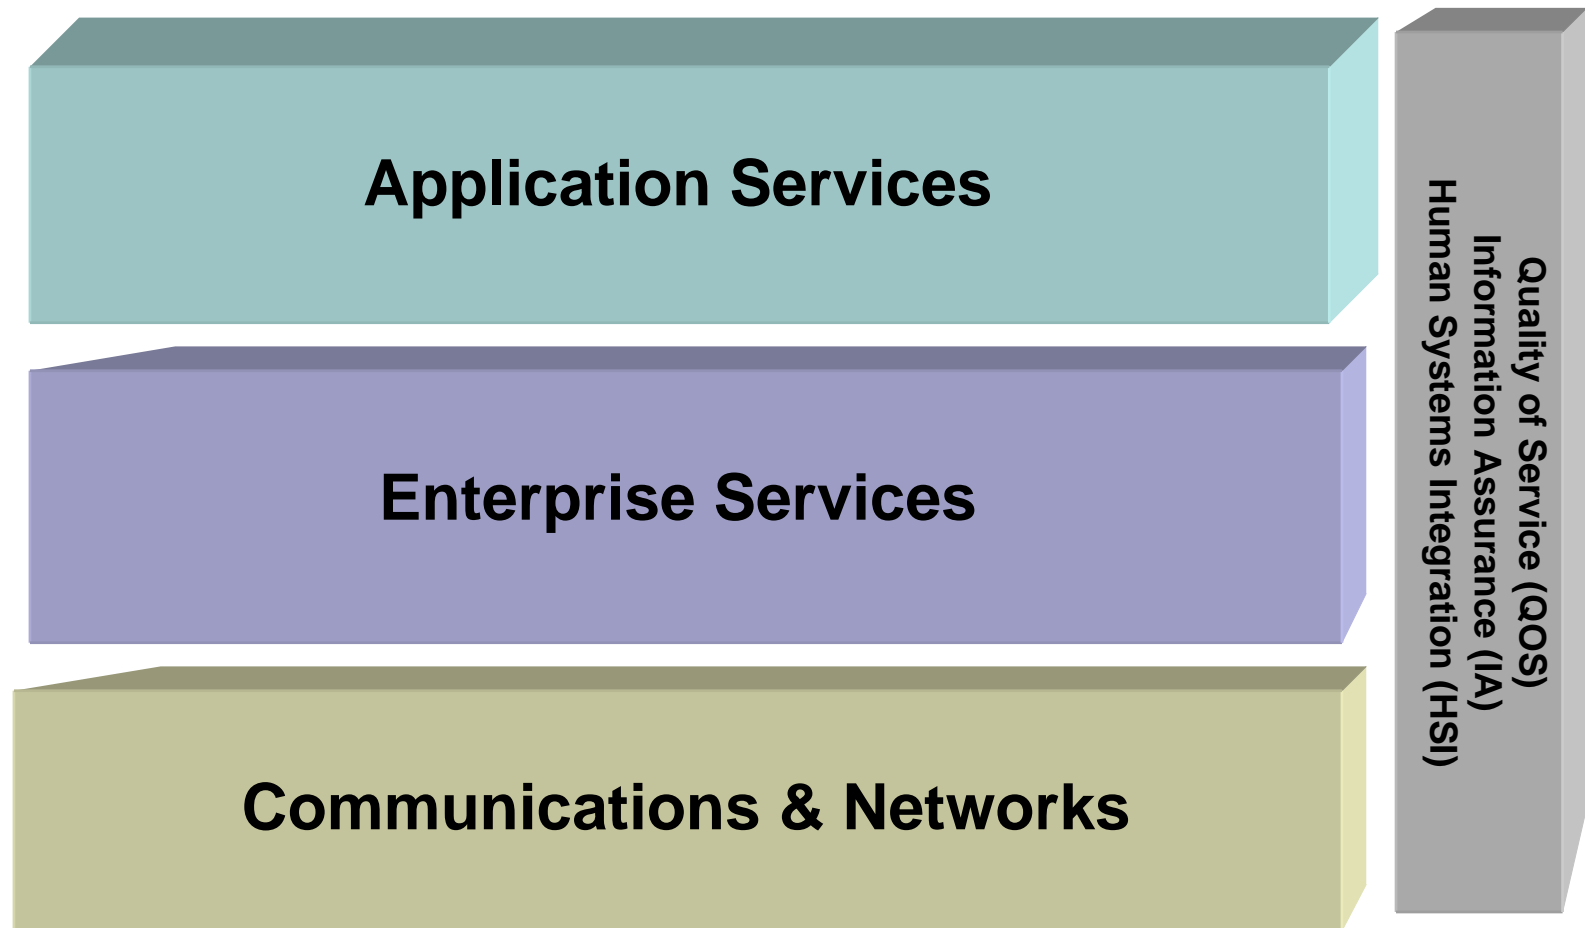 Application Services
Enterprise Services
Communications & Networks
Quality of Service (QOS)
Information Assurance (IA)
Human Systems Integration (HSI)